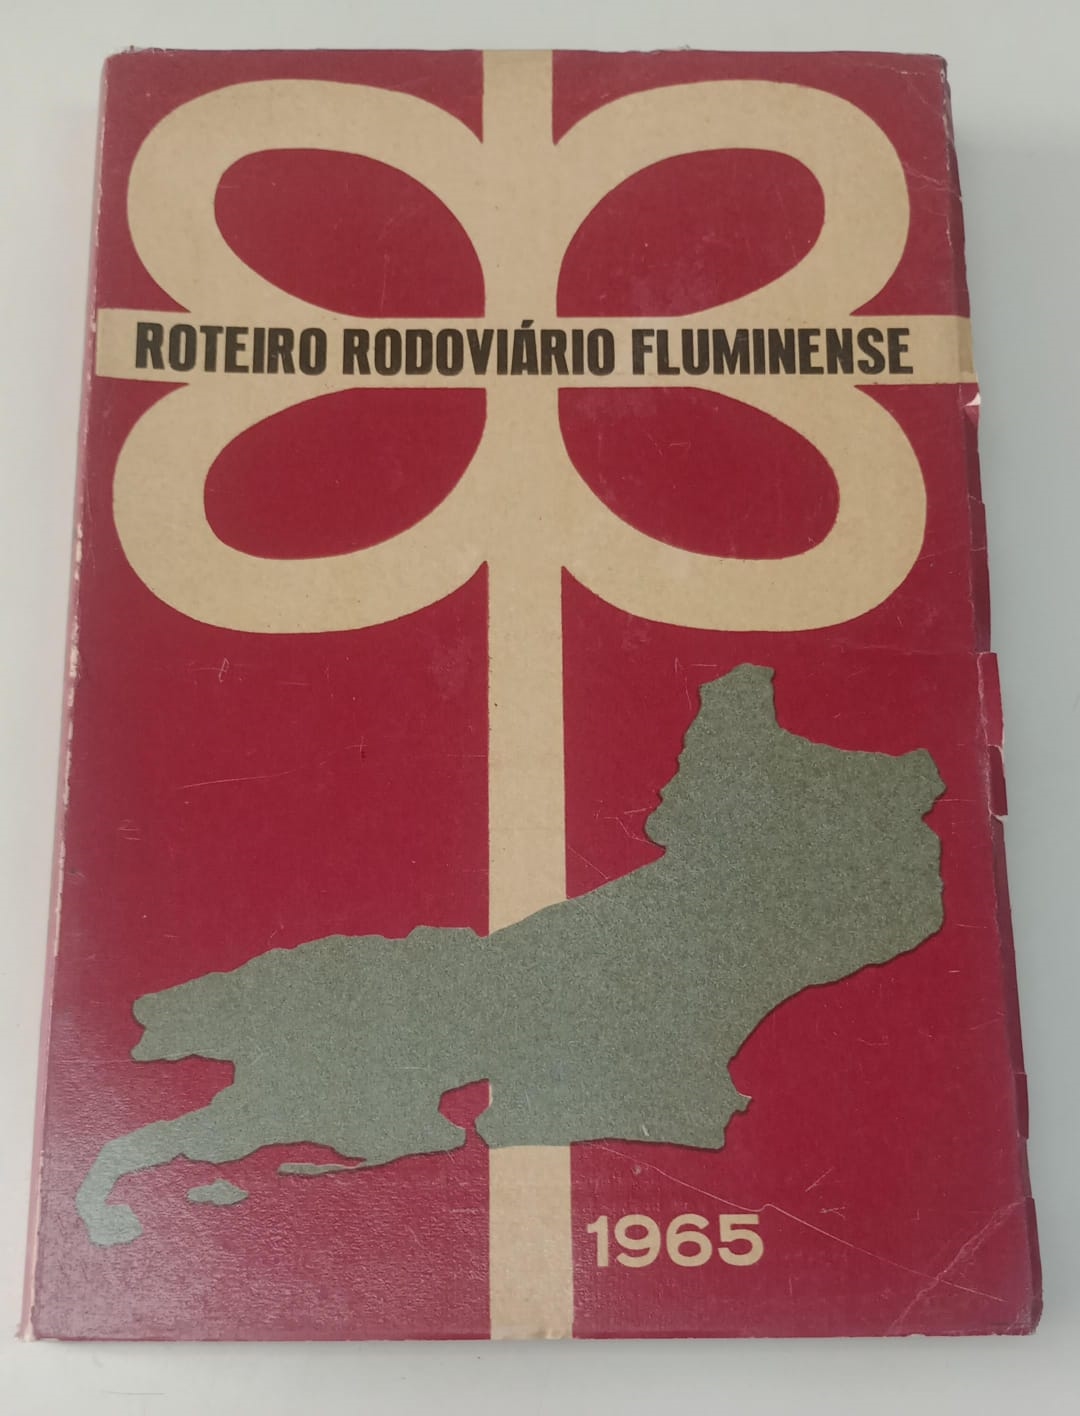 ROTEIRO RODOVIÁRIO FLUMINENSE
1965